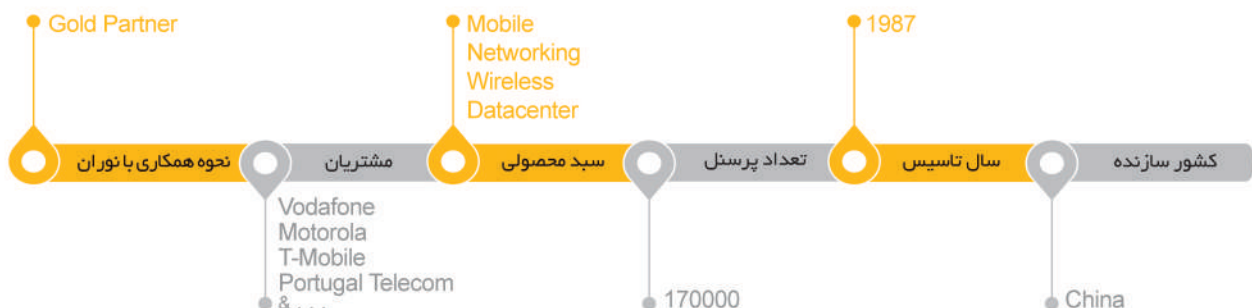 Gold Partner
Mobile
Networking
Wireless
Datacenter
1987
کشور سازنده
سال تاسیس
تعداد پرسنل
سبد محصولی
مشتریان
نحوه همکاری با نوران
Vodafone
Motorola
T-Mobile
Portugal Telecom
& ...
170000
China